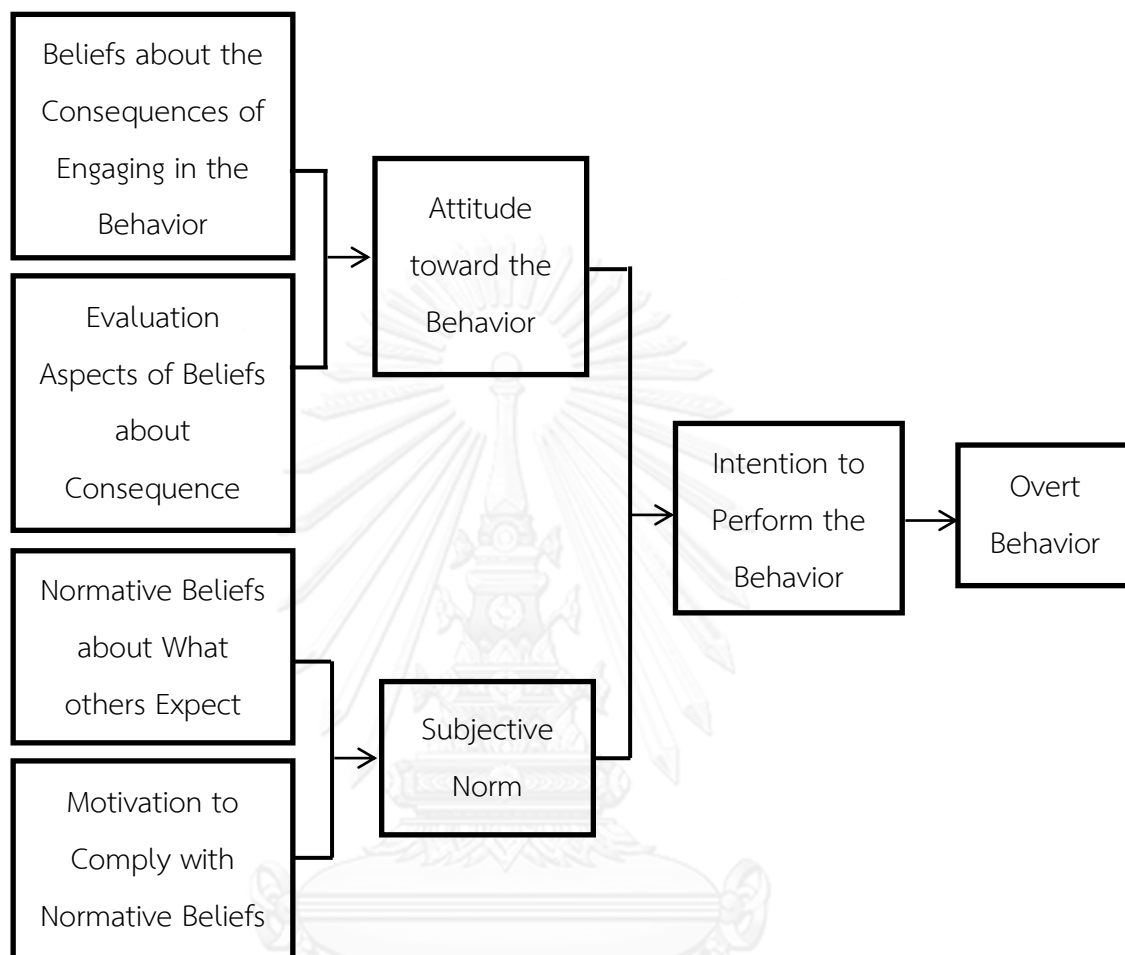 Beliefs about the
Consequences of
Engaging in the
Behavior
Evaluation
Aspects of Beliefs
about
Consequence
Normative Beliefs
about What
others Expect
Motivation to
Comply with
Normative Beliefs
Attitude
toward the
Behavior
Subjective
Norm
Intention to
Perform the
Behavior
Overt
Behavior